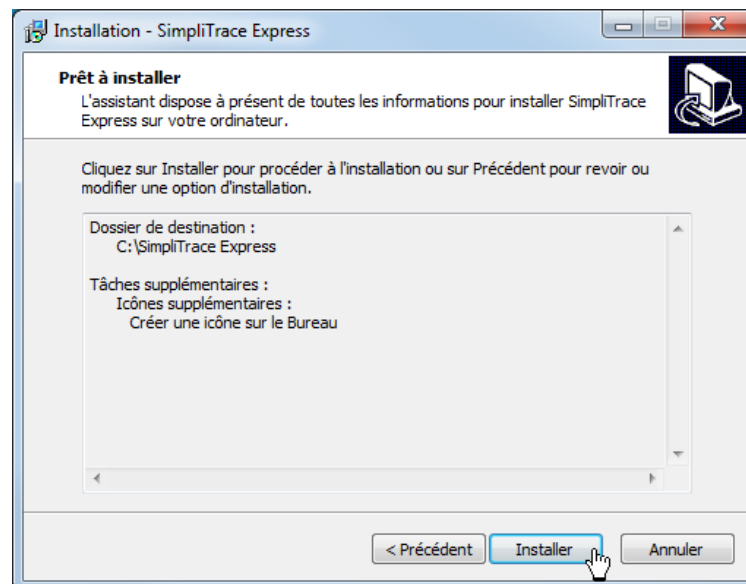 Installation - SimpliTrace Express
Prêt à installer
L'assistant dispose à présent de toutes les informations pour installer SimpliTrace
Express sur votre ordinateur.
Cliquez sur Installer pour procéder à l'installation ou sur Précédent pour revoir ou
modifier une option d'installation.
Dossier de destination :
C:\SimpliTrace Express
Tâches supplémentaires :
Icônes supplémentaires :
Créer une icône sur le Bureau
< Précédent Installer Annuler